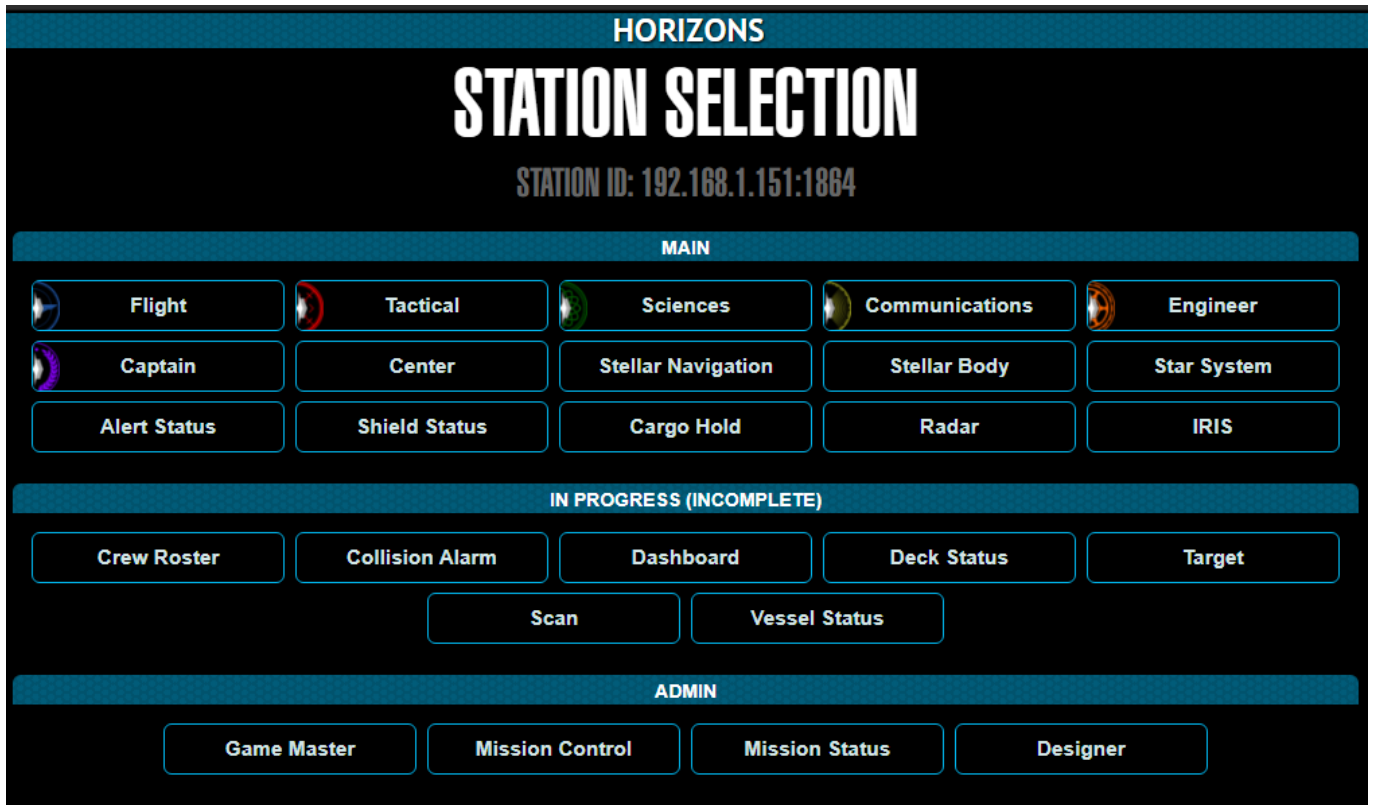 HORIZONS
STATION SELECTION
STATION ID: 192.168.1.151:1864
MAIN
Flight Tactical Sciences Communications Engineer
Captain Center Stellar Navigation Stellar Body Star System
Alert Status Shield Status Cargo Hold Radar IRIS
IN PROGRESS (INCOMPLETE)
Crew Roster Collision Alarm Dashboard Deck Status Target
Scan Vessel Status
ADMIN
Game Master Mission Control Mission Status Designer